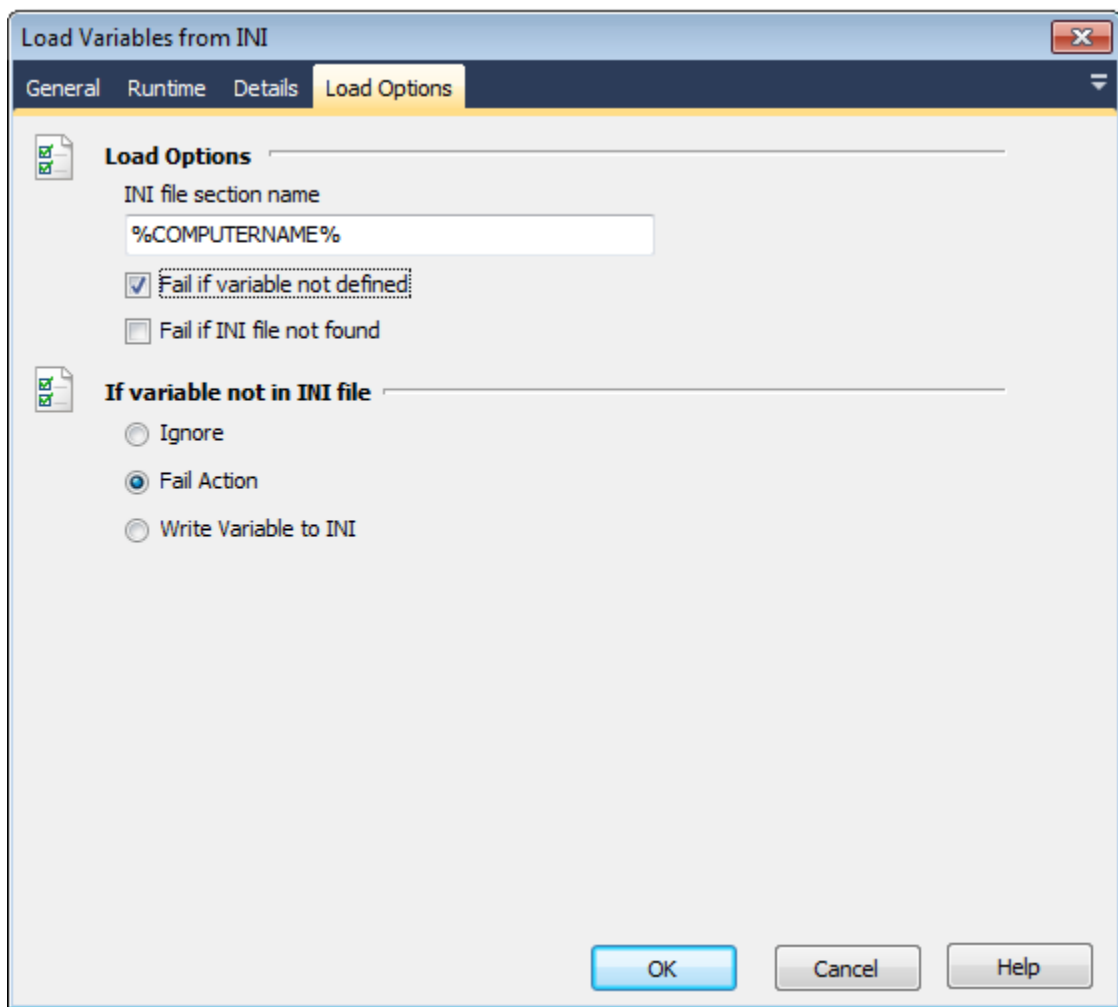 Load Variables from INI
General Runtime Details Load Options
Load Options
INI file section name
%COMPUTERNAME%
Fail if variable not defined
Fail if INI file not found
If variable not in INI file
Ignore
Fail Action
Write Variable to INI
OK Cancel Help